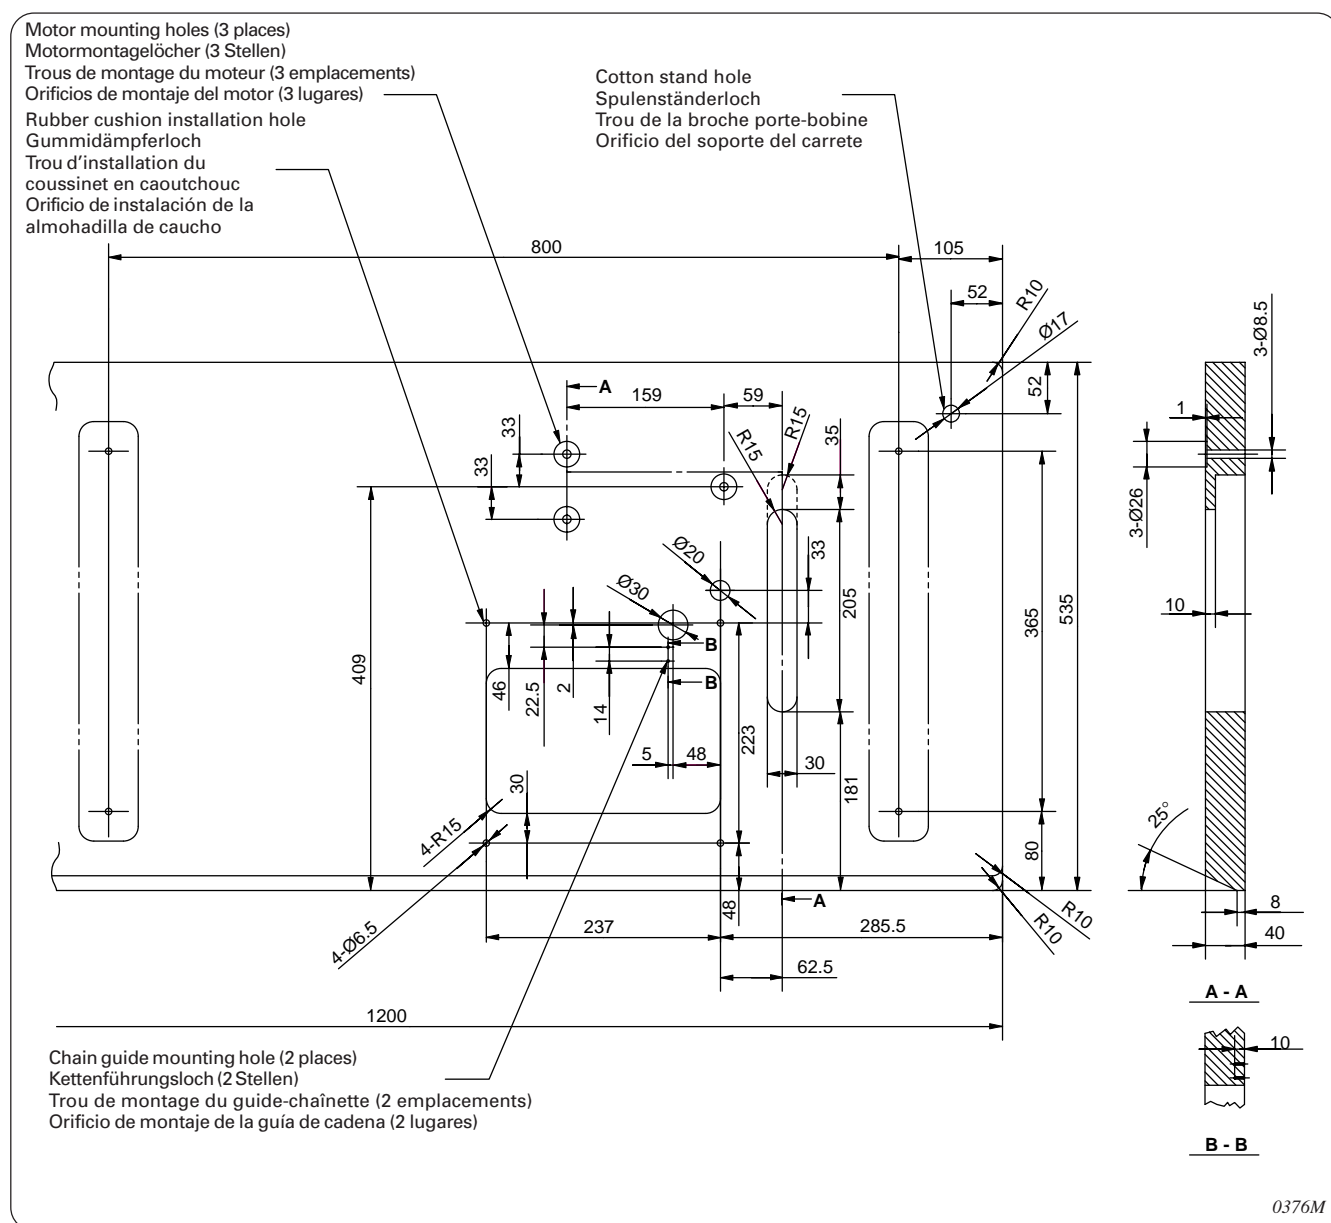 Motor mounting holes (3 places)
Motormontagelöcher (3 Stellen)
Trous de montage du moteur (3 emplacements)
Orificios de montaje del motor (3 lugares)
Rubber cushion installation hole
Gummidämpferloch
Trou d'installation du
coussinet en caoutchouc
Orificio de instalación de la
almohadilla de caucho
Cotton stand hole
Spulenständerloch
Trou de la broche porte-bobine
Orificio del soporte del carrete
800
105
52
R10
Ø17
3-Ø8.5
A
159
59
52
1
33
R15
R15
35
33
3-Ø26
Ø20
33
Ø30
205
365
535
10
B
409
46
22.5
2
B
14
223
5
48
30
30
181
4-R15
25°
80
48
A
R10
R10
8
4-Ø6.5
237
285.5
40
62.5
A - A
1200
10
Chain guide mounting hole (2 places)
Kettenführungsloch (2 Stellen)
Trou de montage du guide-chaînette (2 emplacements)
Orificio de montaje de la guía de cadena (2 lugares)
B - B
0376M